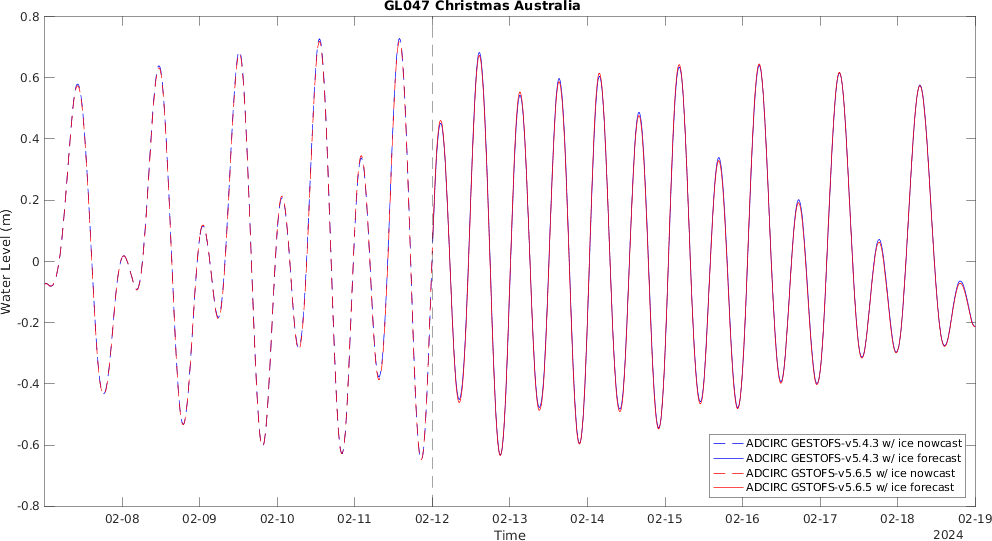 GL047 Christmas Australia
0.8
0.6
0.4
0.2
0
-0.2
-0.4
-0.6
-0.8
Water Level (m)
ADCIRC GESTOFS-v5.4.3 w/ ice nowcast
ADCIRC GESTOFS-v5.4.3 w/ ice forecast
ADCIRC GSTOFS-v5.6.5 w/ ice nowcast
ADCIRC GSTOFS-v5.6.5 w/ ice forecast
02-08 02-09 02-10 02-11 02-12 02-13 02-14 02-15 02-16 02-17 02-18 02-19
Time
2024